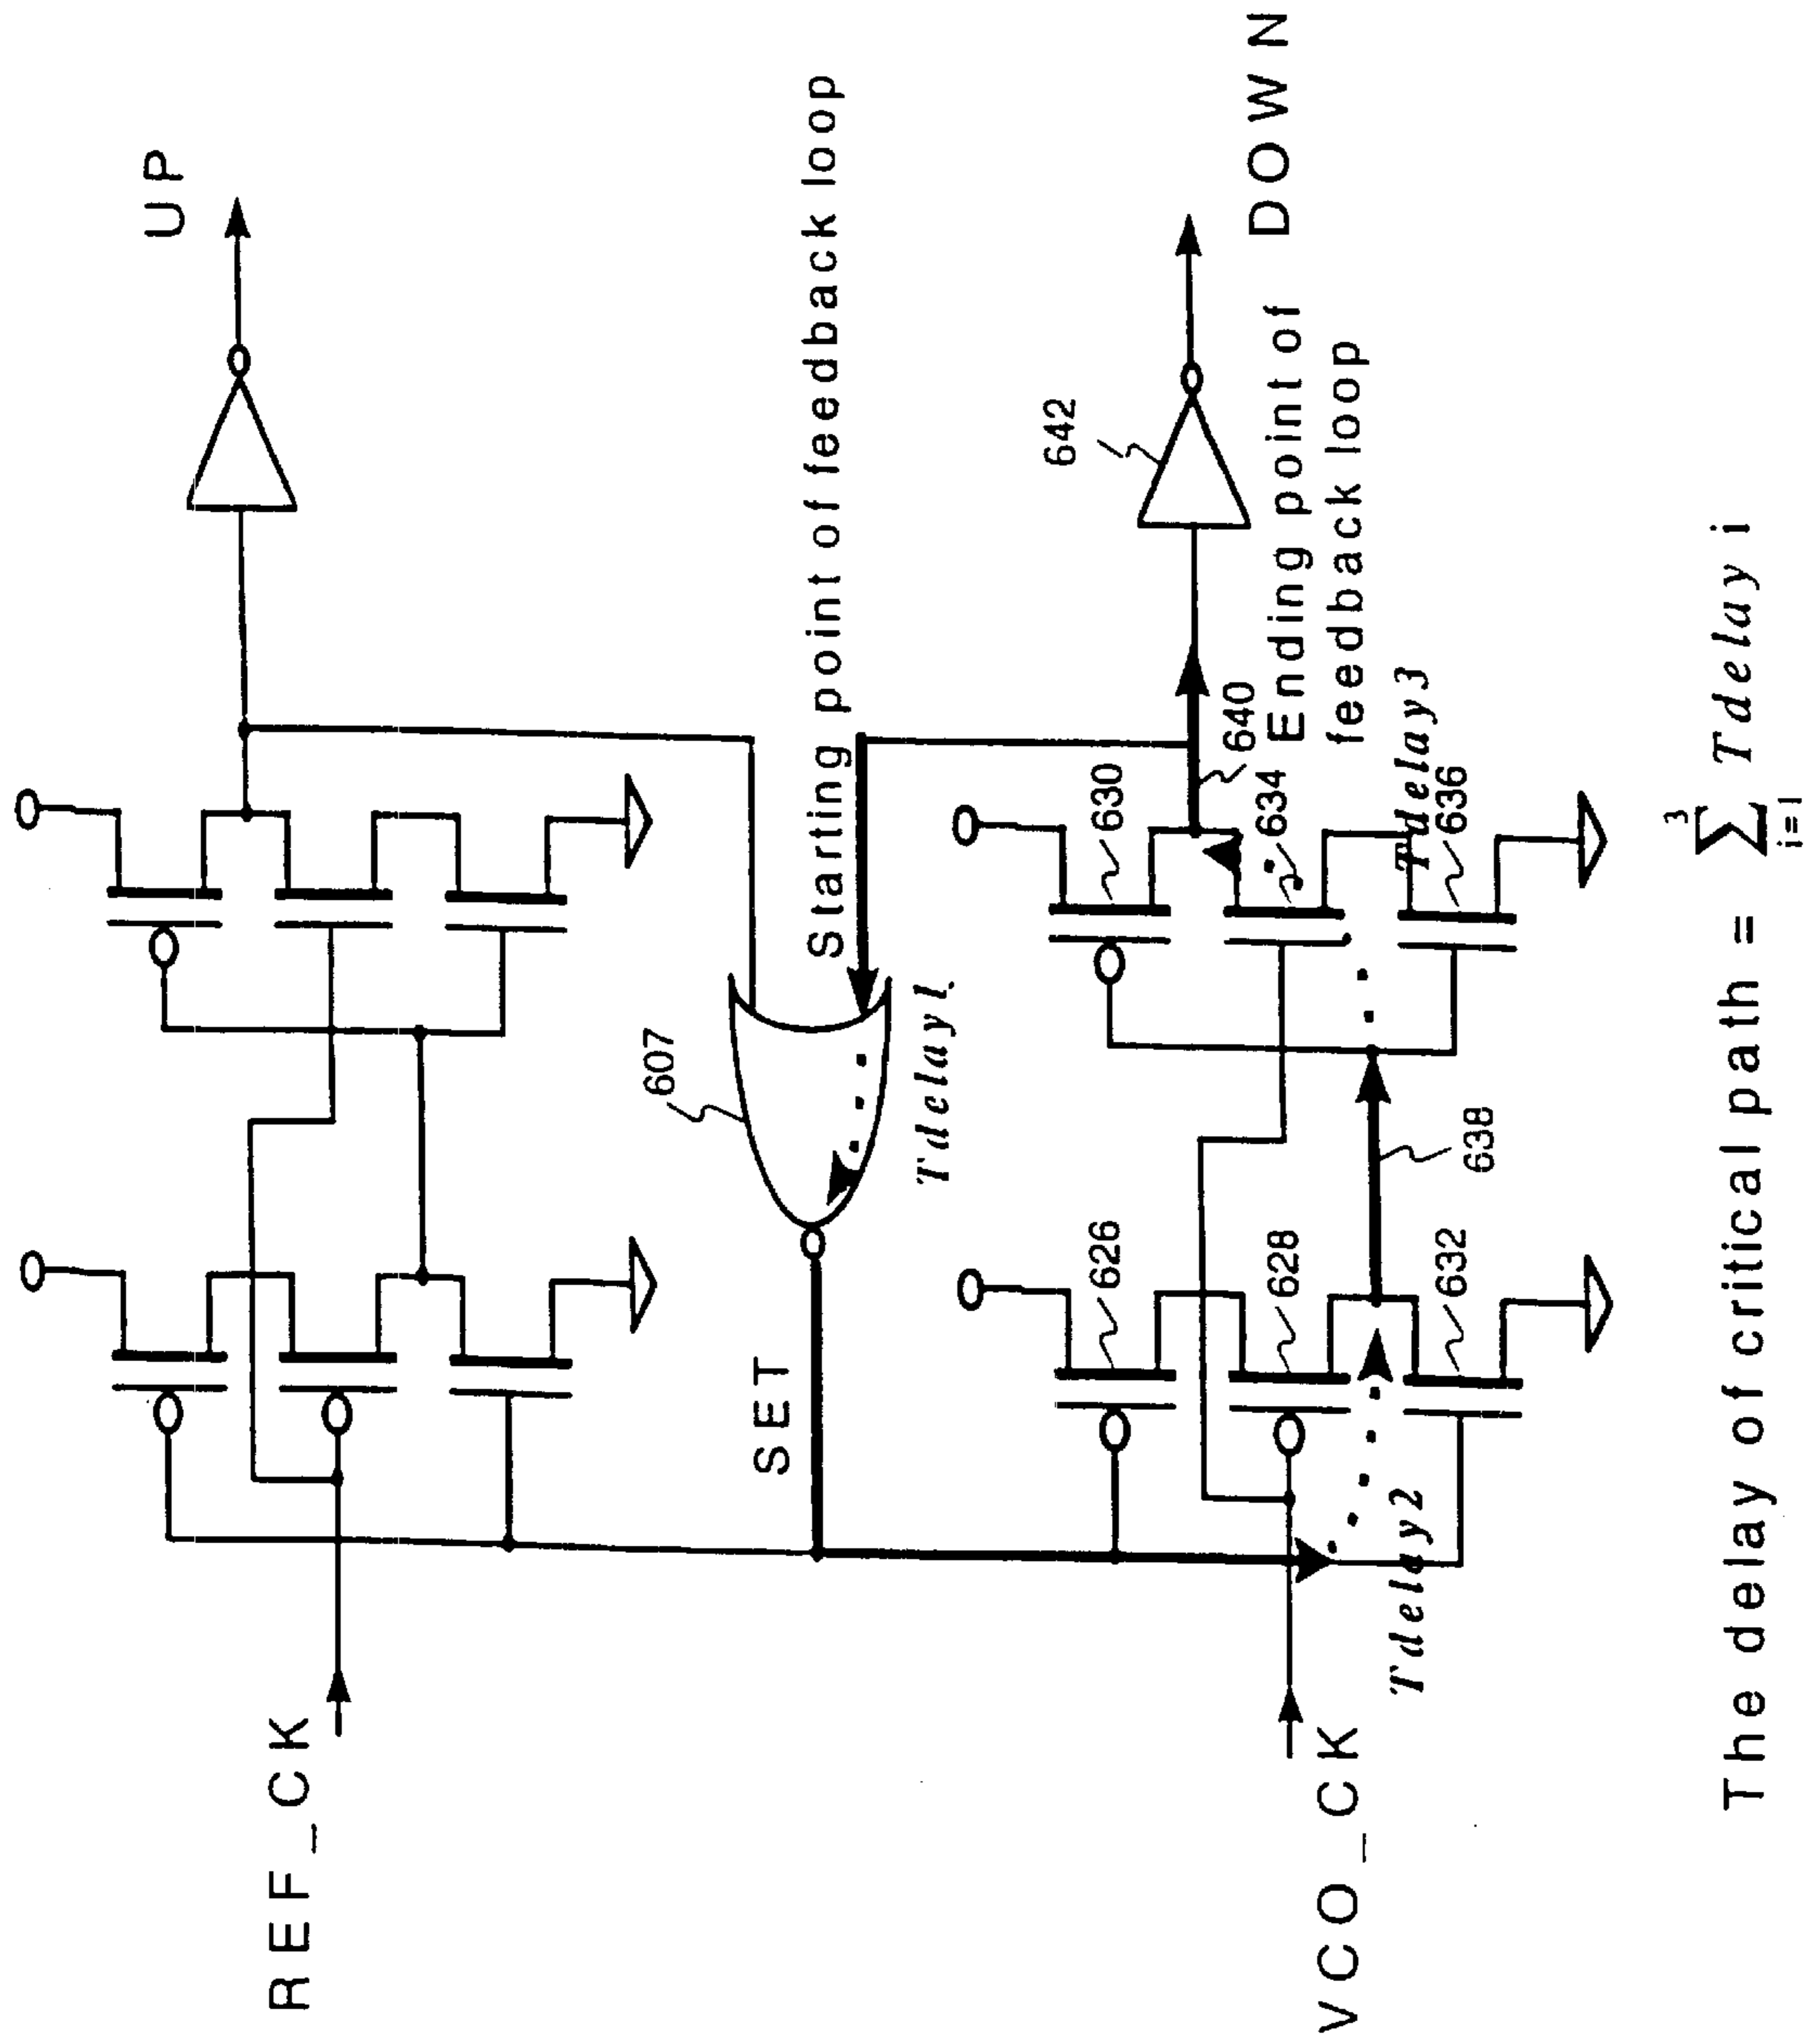 UP
REF_CK
SET
607
Tdelay1
Starting point of feedback loop
626
628
632
638
630
634
636
640
642
Tdelay2
Tdelay3
Ending point of
feedback loop
VCO_CK
DOWN
The delay of critical path = 3 ∑ i=1 Tdelay i